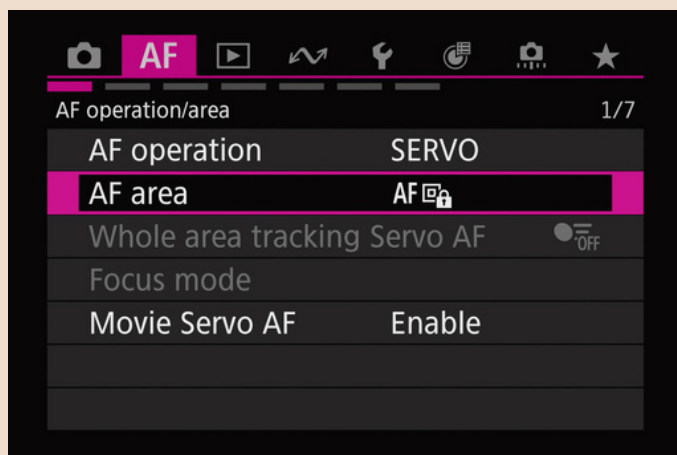 AF
AF operation/area 1/7
AF operation SERVO
AF area AF
Whole area tracking Servo AF OFF
Focus mode
Movie Servo AF Enable